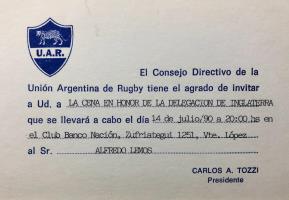 U.A.R.
El Consejo Directivo de la
Unión Argentina de Rugby tiene el agrado de invitar
a Ud. a LA CENA EN HONOR DE LA DELEGACION DE INGLATERRA
que se llevará a cabo el día 14 de julio/90 a 20:00 hs en
el Club Banco Nación, Zufriategui 1251, Vte. López
al Sr. ALFREDO LEMOS
CARLOS A. TOZZI
Presidente